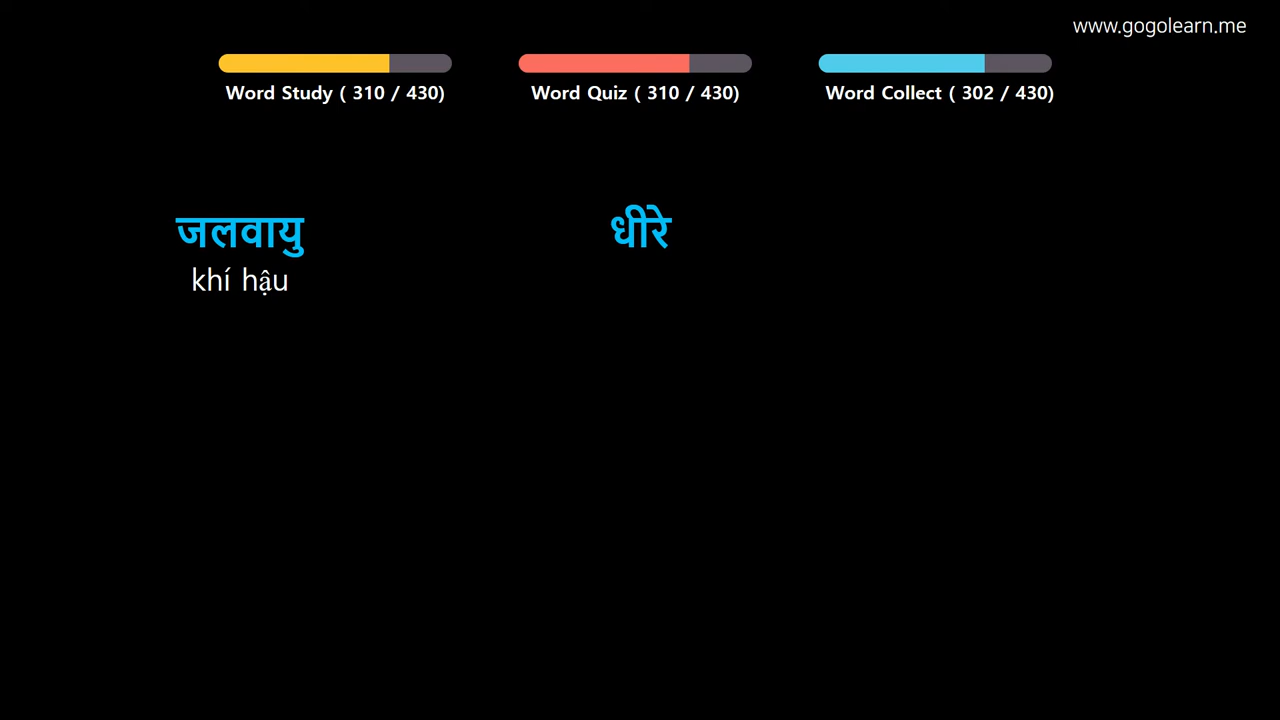 www.gogolearn.me
Word Study ( 310 / 430)
Word Quiz ( 310 / 430)
Word Collect ( 302 / 430)
जलवायु
धीरे
khí hậu